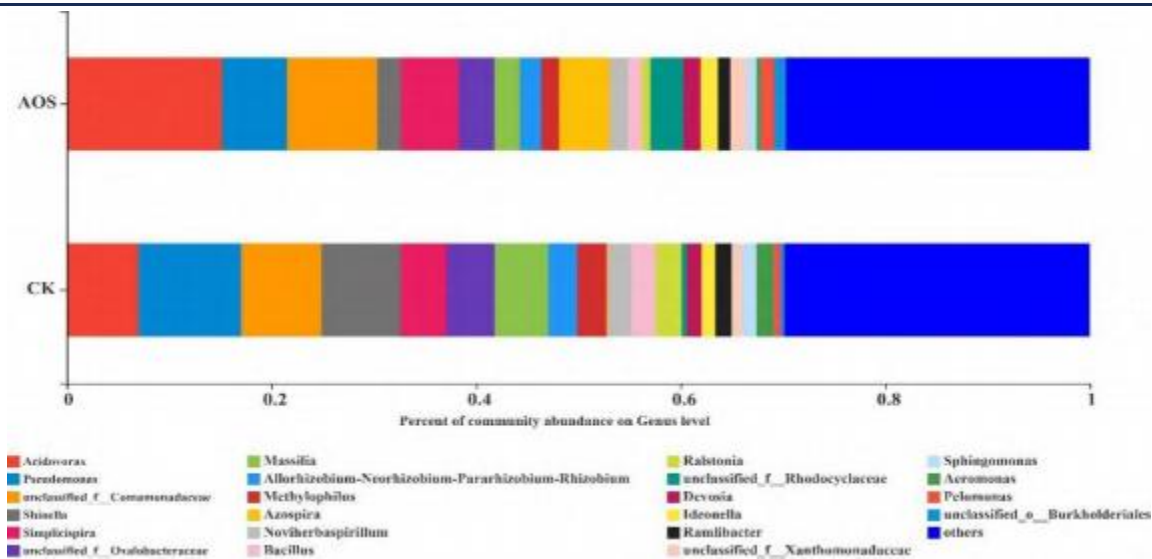 AOS
CK
0 0.2 0.4 0.6 0.8 1
Percent of community abundance on Genus level
Acidovorax Massilia Ralstonia Sphingomonas
Pseudomonas Allorhizobium-Neorhizobium-Pararhizobium-Rhizobium unclassified_f__Rhodocyclaceae Aeromonas
unclassified_f__Comamonadaceae Methylophilus Devosia Pelomonas
Shinella Azospira Ideonella unclassified_o__Burkholderiales
Simplicispira Noviherbaspirillum Ramlibacter others
unclassified_f__Oxalobacteraceae Bacillus unclassified_f__Xanthomonadaceae